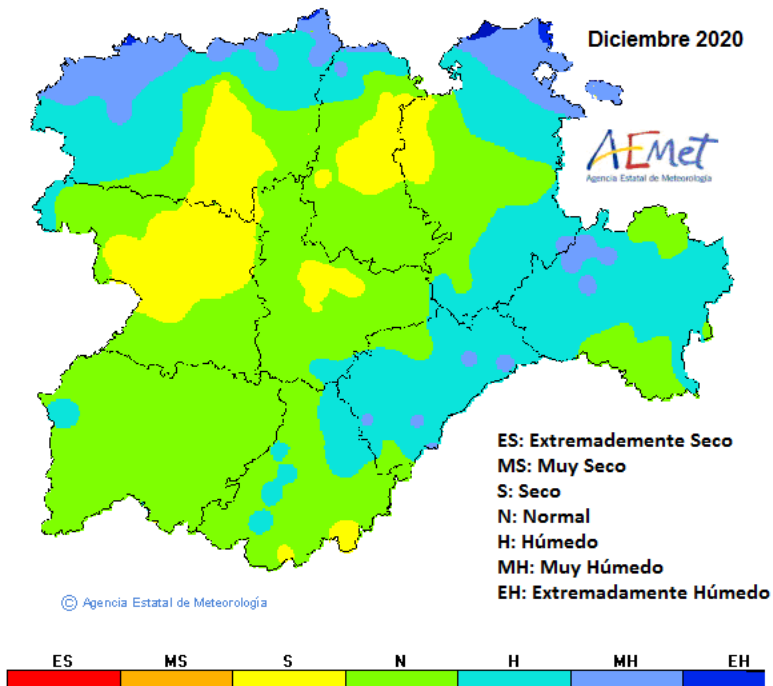 Diciembre 2020
AEMet
Agencia Estatal de Meteorología
ES: Extremademente Seco
MS: Muy Seco
S: Seco
N: Normal
H: Húmedo
MH: Muy Húmedo
EH: Extremadamente Húmedo
© Agencia Estatal de Meteorología
ES MS S N H MH EH